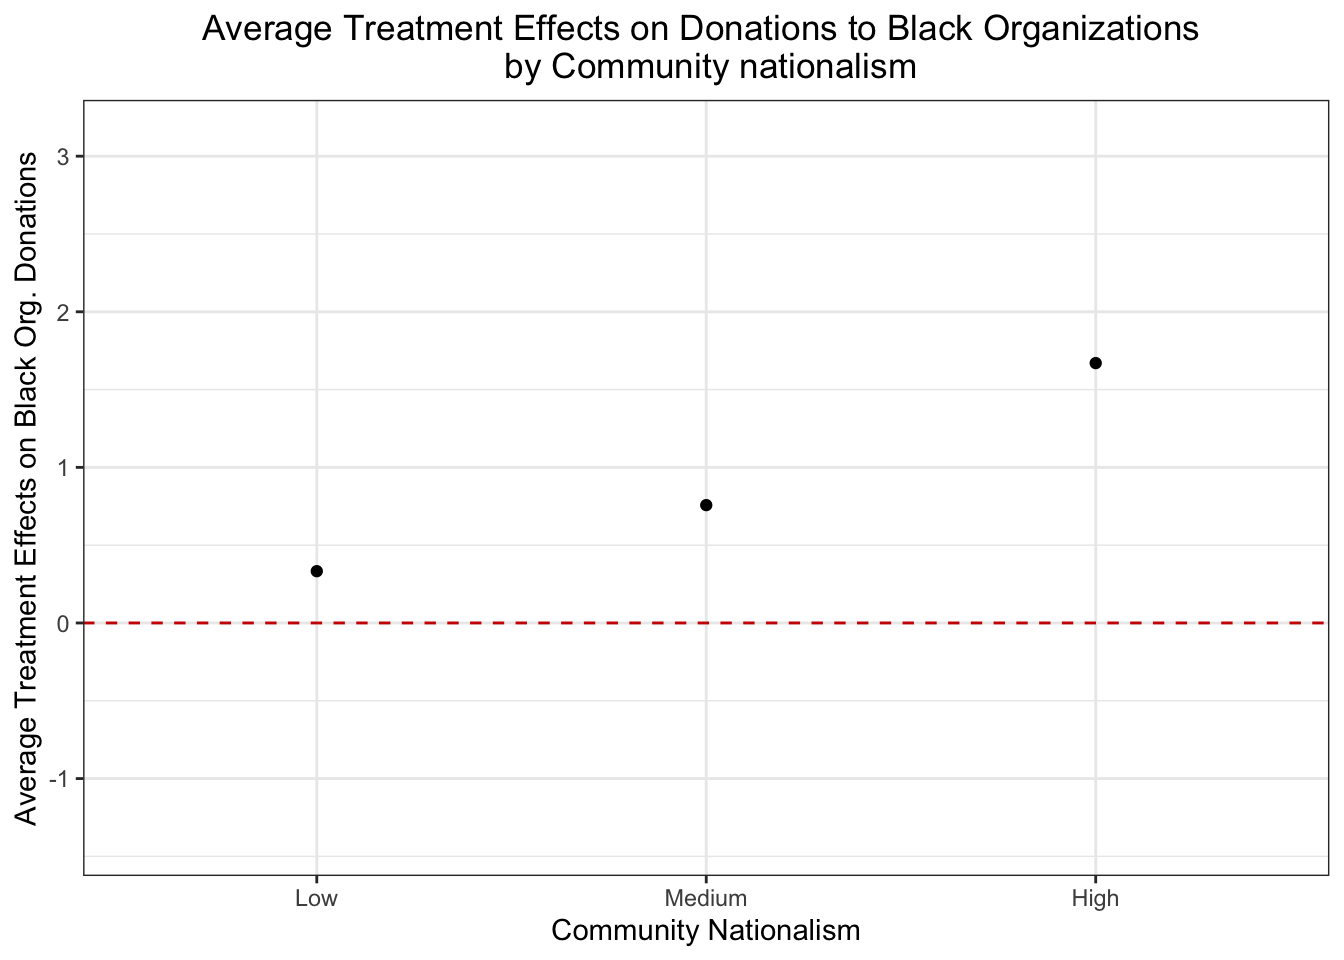 Average Treatment Effects on Donations to Black Organizations
by Community nationalism
Average Treatment Effects on Black Org. Donations
3
2
1
0
-1
Low
Medium
High
Community Nationalism